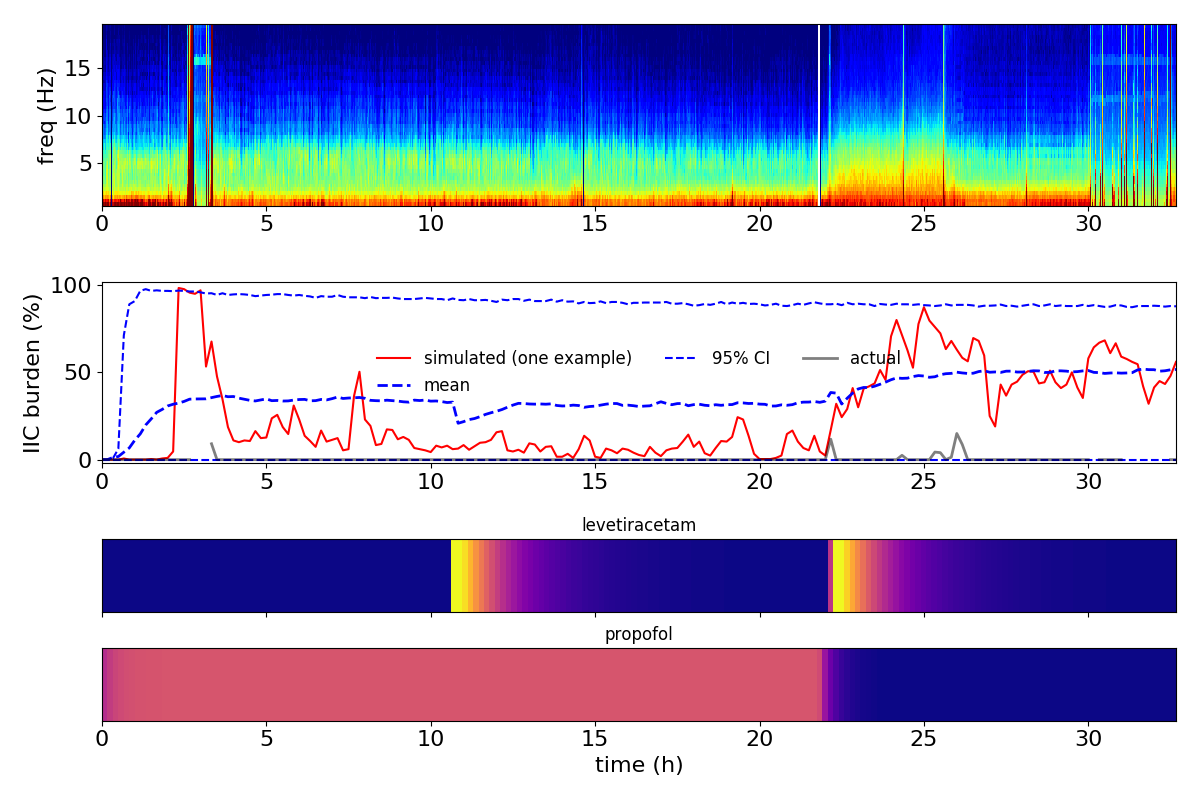 freq (Hz)
15
10
5
0 5 10 15 20 25 30
IIC burden (%)
100
50
0
simulated (one example) 95% CI actual
mean
0 5 10 15 20 25 30
levetiracetam
propofol
0 5 10 15 20 25 30
time (h)